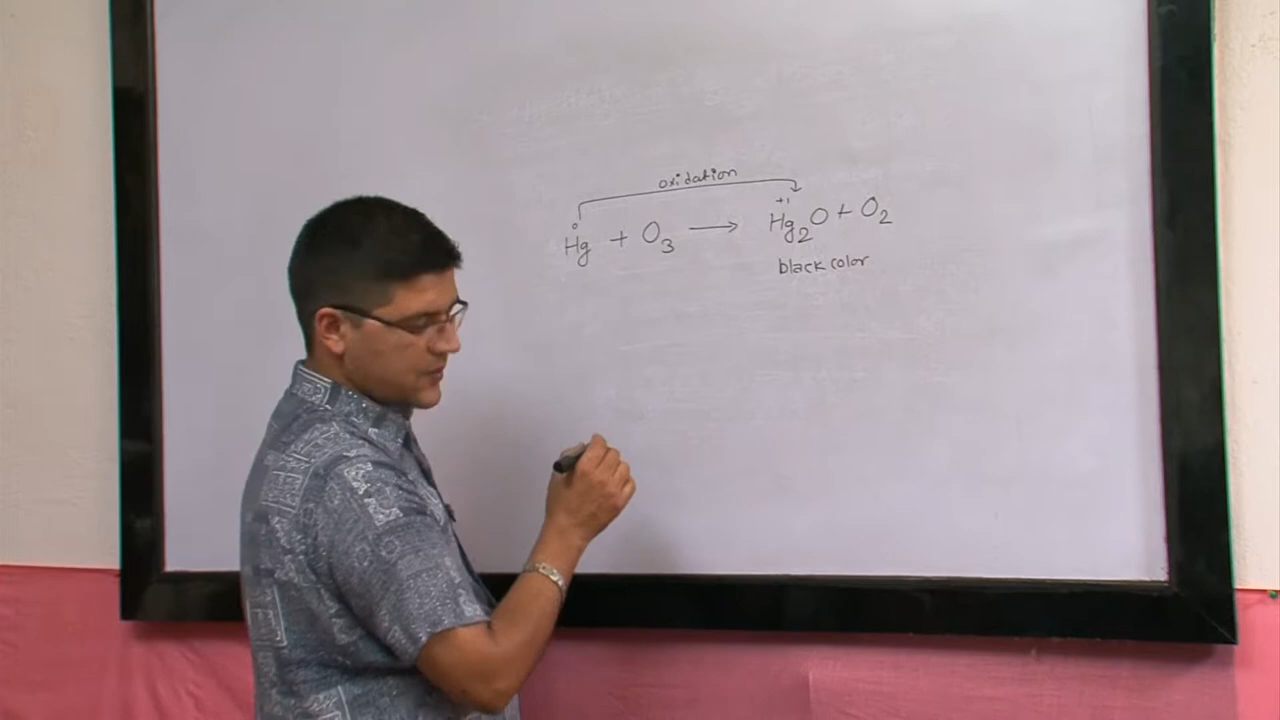 oxidation
0 +1
Hg + O₃ ⟶ Hg₂O + O₂
black color